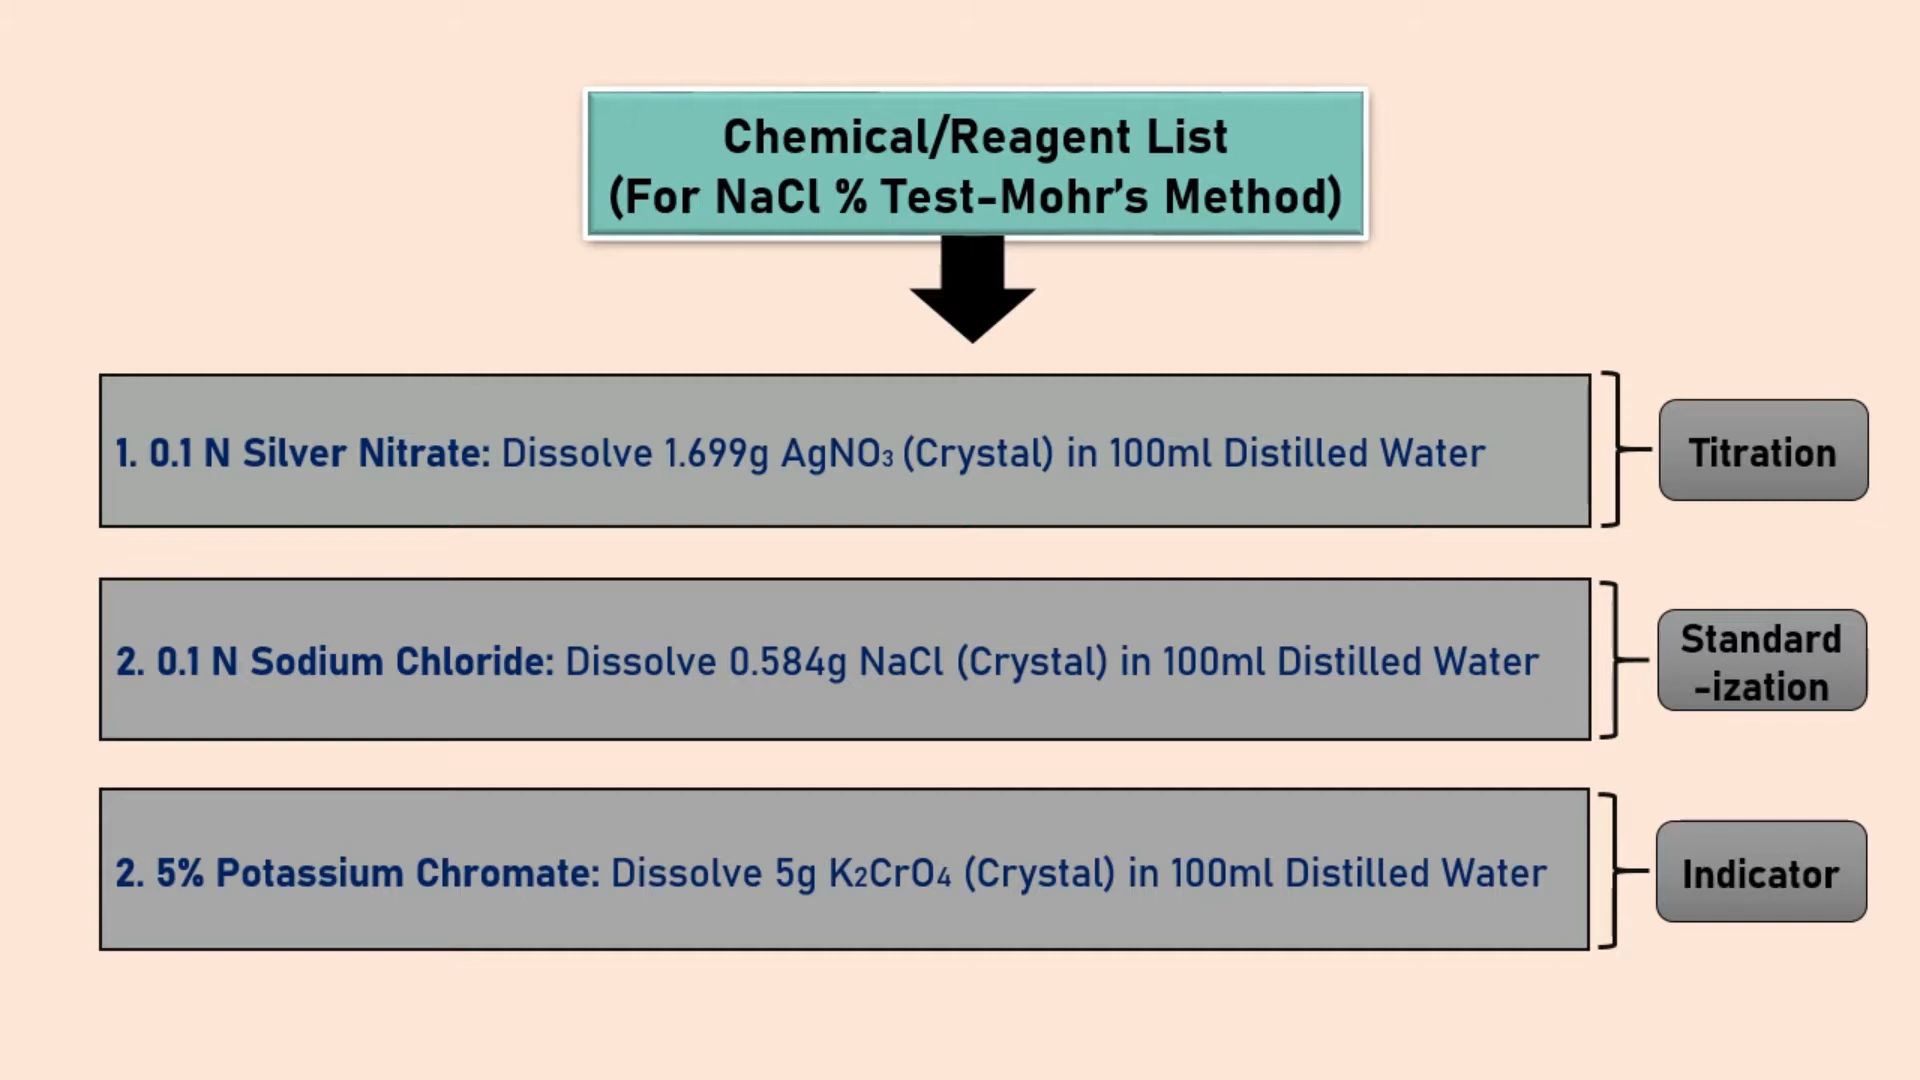 Chemical/Reagent List
(For NaCl % Test-Mohr’s Method)
1. 0.1 N Silver Nitrate: Dissolve 1.699g AgNO₃ (Crystal) in 100ml Distilled Water
Titration
2. 0.1 N Sodium Chloride: Dissolve 0.584g NaCl (Crystal) in 100ml Distilled Water
Standard
-ization
2. 5% Potassium Chromate: Dissolve 5g K₂CrO₄ (Crystal) in 100ml Distilled Water
Indicator